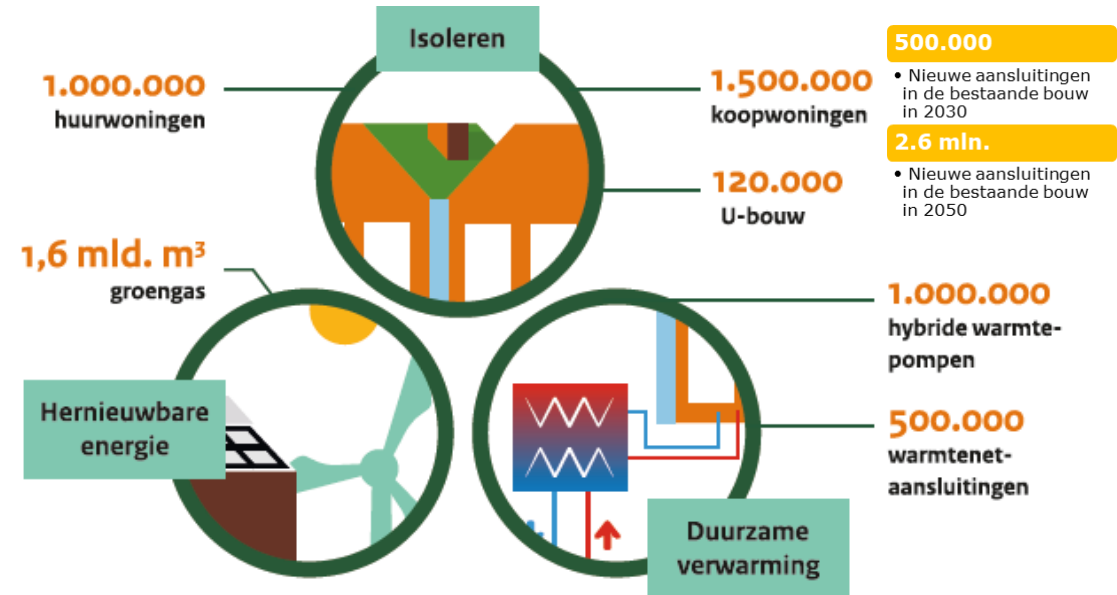 Isoleren
1.000.000
huurwoningen
1.500.000
koopwoningen
120.000
U-bouw
500.000
• Nieuwe aansluitingen
in de bestaande bouw
in 2030
2.6 mln.
• Nieuwe aansluitingen
in de bestaande bouw
in 2050
1,6 mld. m³
groengas
Hernieuwbare
energie
1.000.000
hybride warmte-
pompen
500.000
warmtenet-
aansluitingen
Duurzame
verwarming